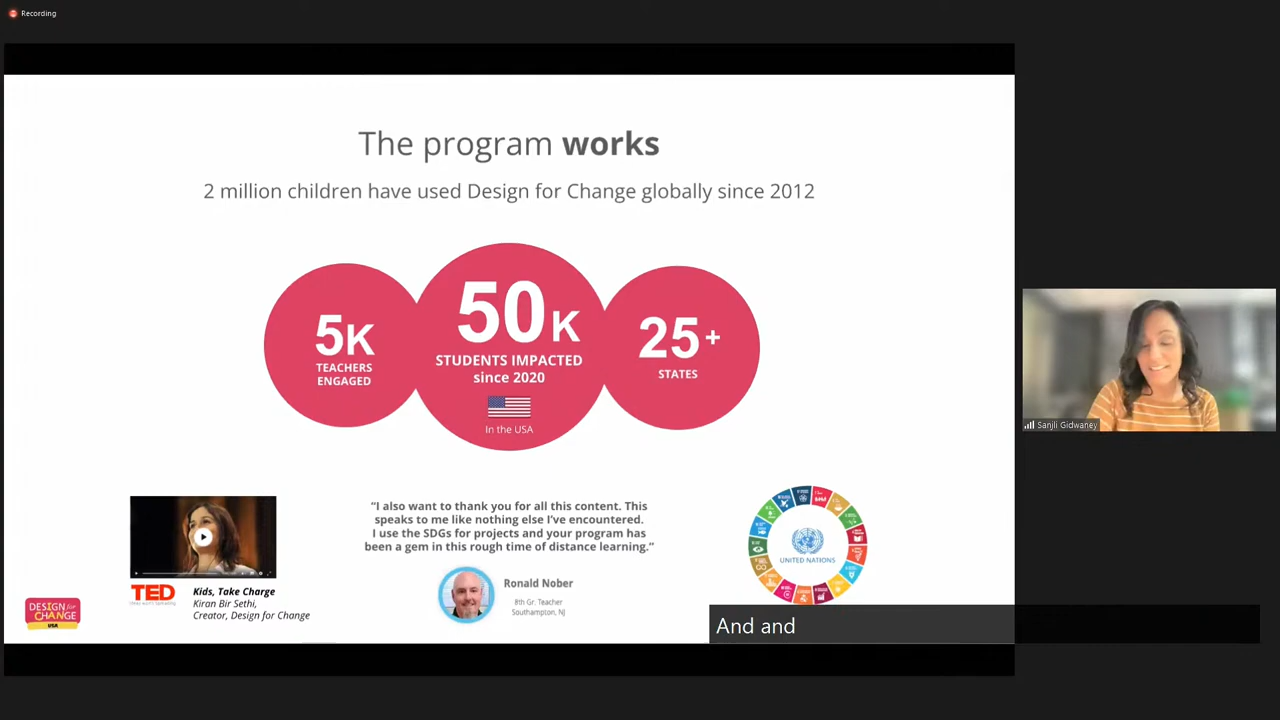 Recording
The program works
2 million children have used Design for Change globally since 2012
5K
TEACHERS
ENGAGED
50K
STUDENTS IMPACTED
since 2020
In the USA
25+
STATES
TED
Kids, Take Charge
Kiran Bir Sethi,
Creator, Design for Change
"I also want to thank you for all this content. This
speaks to me like nothing else I've encountered.
I use the SDGs for projects and your program has
been a gem in this rough time of distance learning."
Ronald Nober
8th Gr. Teacher
Southampton, NJ
UNITED NATIONS
DESIGN for
CHANGE
USA
And and
Sanjli Gidwaney